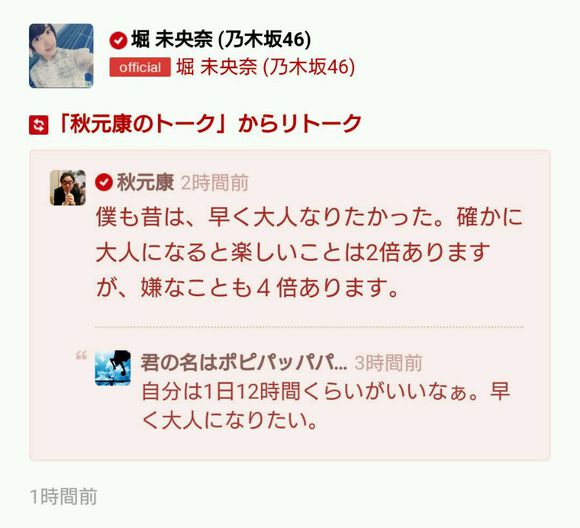 堀 未央奈 (乃木坂46)
official 堀 未央奈 (乃木坂46)
「秋元康のトーク」からリトーク
秋元康 2時間前
僕も昔は、早く大人なりたかった。確かに
大人になると楽しいことは2倍あります
が、嫌なことも４倍あります。
❝ 君の名はポピパッパパ... 3時間前
自分は1日12時間くらいがいいなぁ。早
く大人になりたい。
1時間前